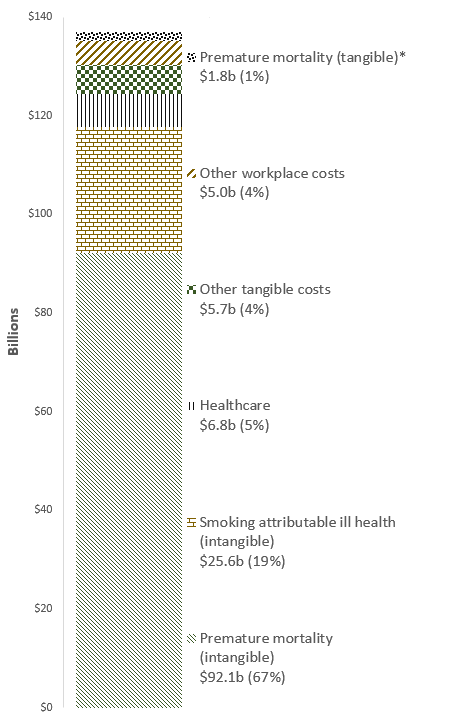 $140
$120
$100
$80
$60
$40
$20
$0
Billions
Premature mortality (tangible)*
$1.8b (1%)
Other workplace costs
$5.0b (4%)
Other tangible costs
$5.7b (4%)
Healthcare
$6.8b (5%)
Smoking attributable ill health
(intangible)
$25.6b (19%)
Premature mortality
(intangible)
$92.1b (67%)